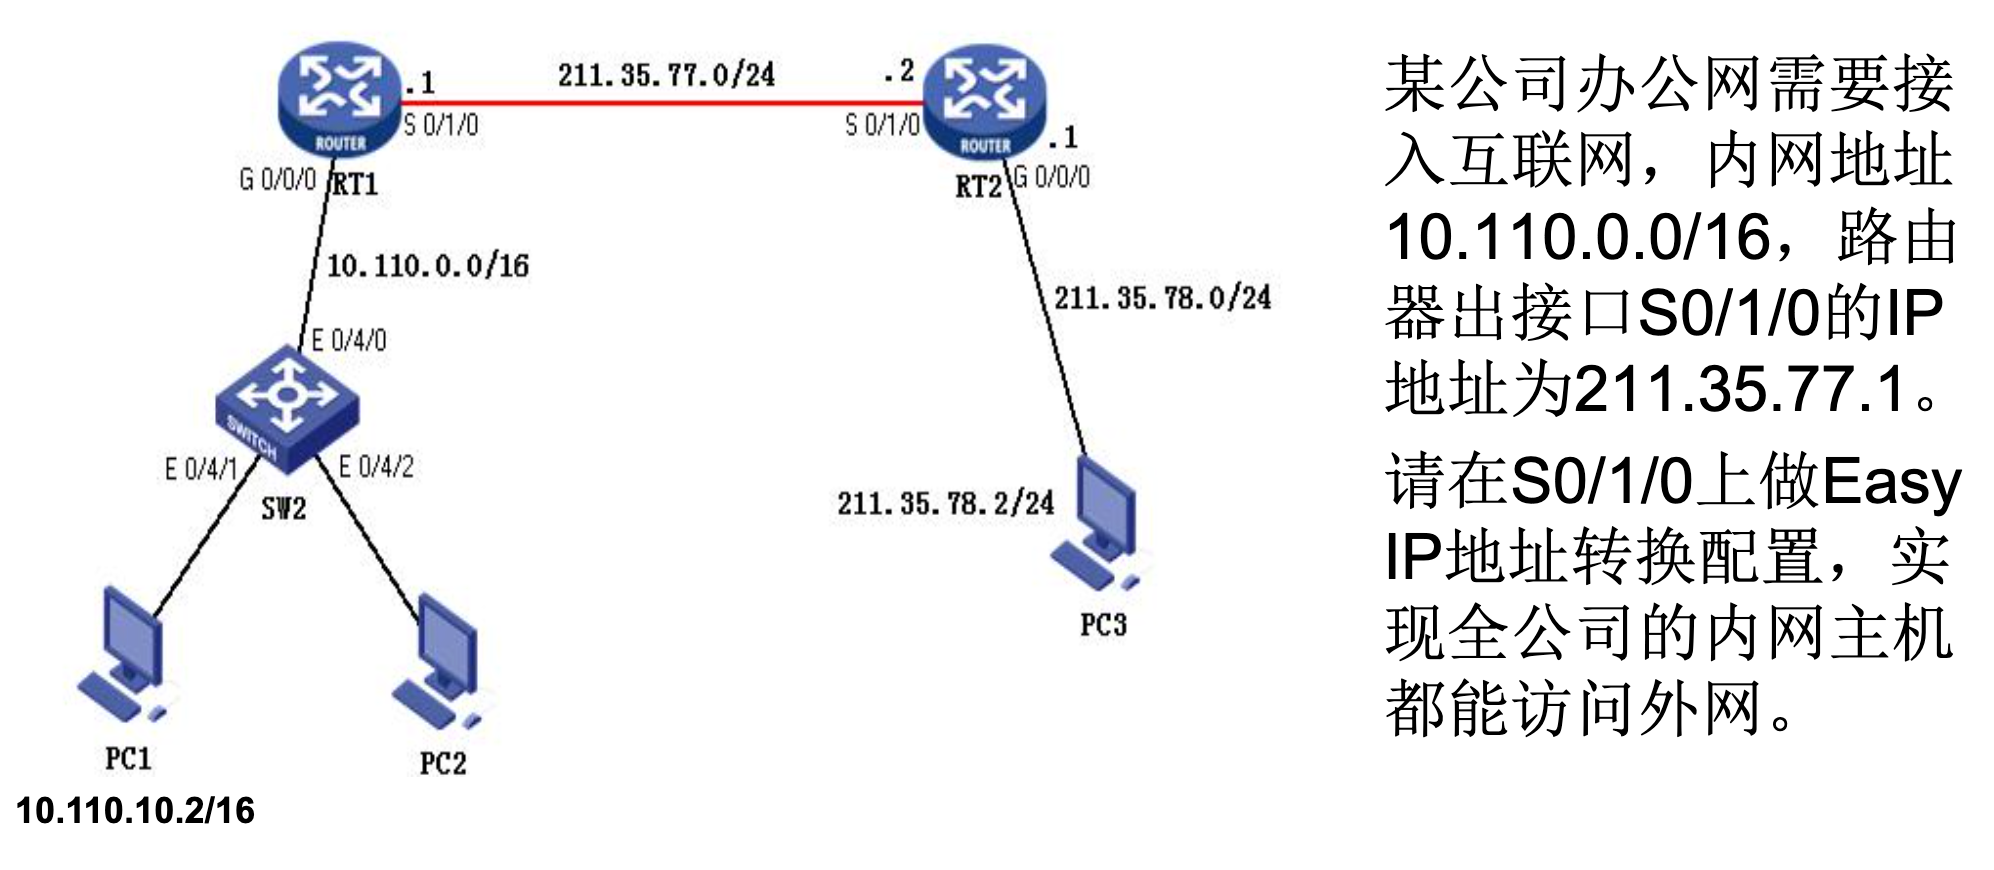 .1
211.35.77.0/24
.2
S 0/1/0
S 0/1/0
ROUTER
ROUTER
.1
G 0/0/0
RT1
RT2
G 0/0/0
10.110.0.0/16
211.35.78.0/24
E 0/4/0
SWITCH
E 0/4/1
E 0/4/2
SW2
211.35.78.2/24
PC3
PC1
PC2
10.110.10.2/16
某公司办公网需要接
入互联网，内网地址
10.110.0.0/16，路由
器出接口S0/1/0的IP
地址为211.35.77.1。
请在S0/1/0上做Easy
IP地址转换配置，实
现全公司的内网主机
都能访问外网。